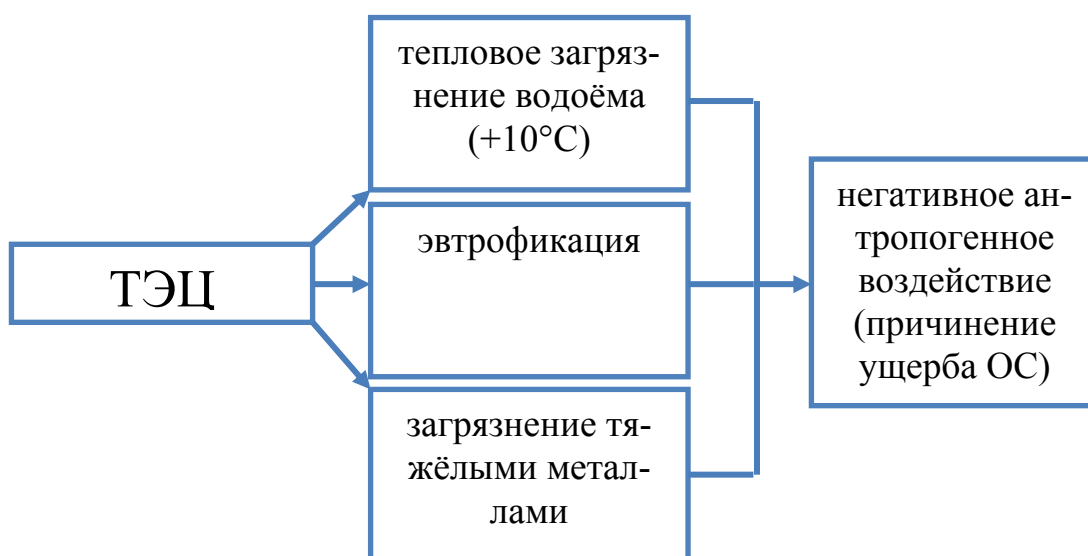 тепловое загряз-
нение водоёма
(+10°С)
эвтрофикация
ТЭЦ
загрязнение тя-
жёлыми метал-
лами
негативное ан-
тропогенное
воздействие
(причинение
ущерба ОС)